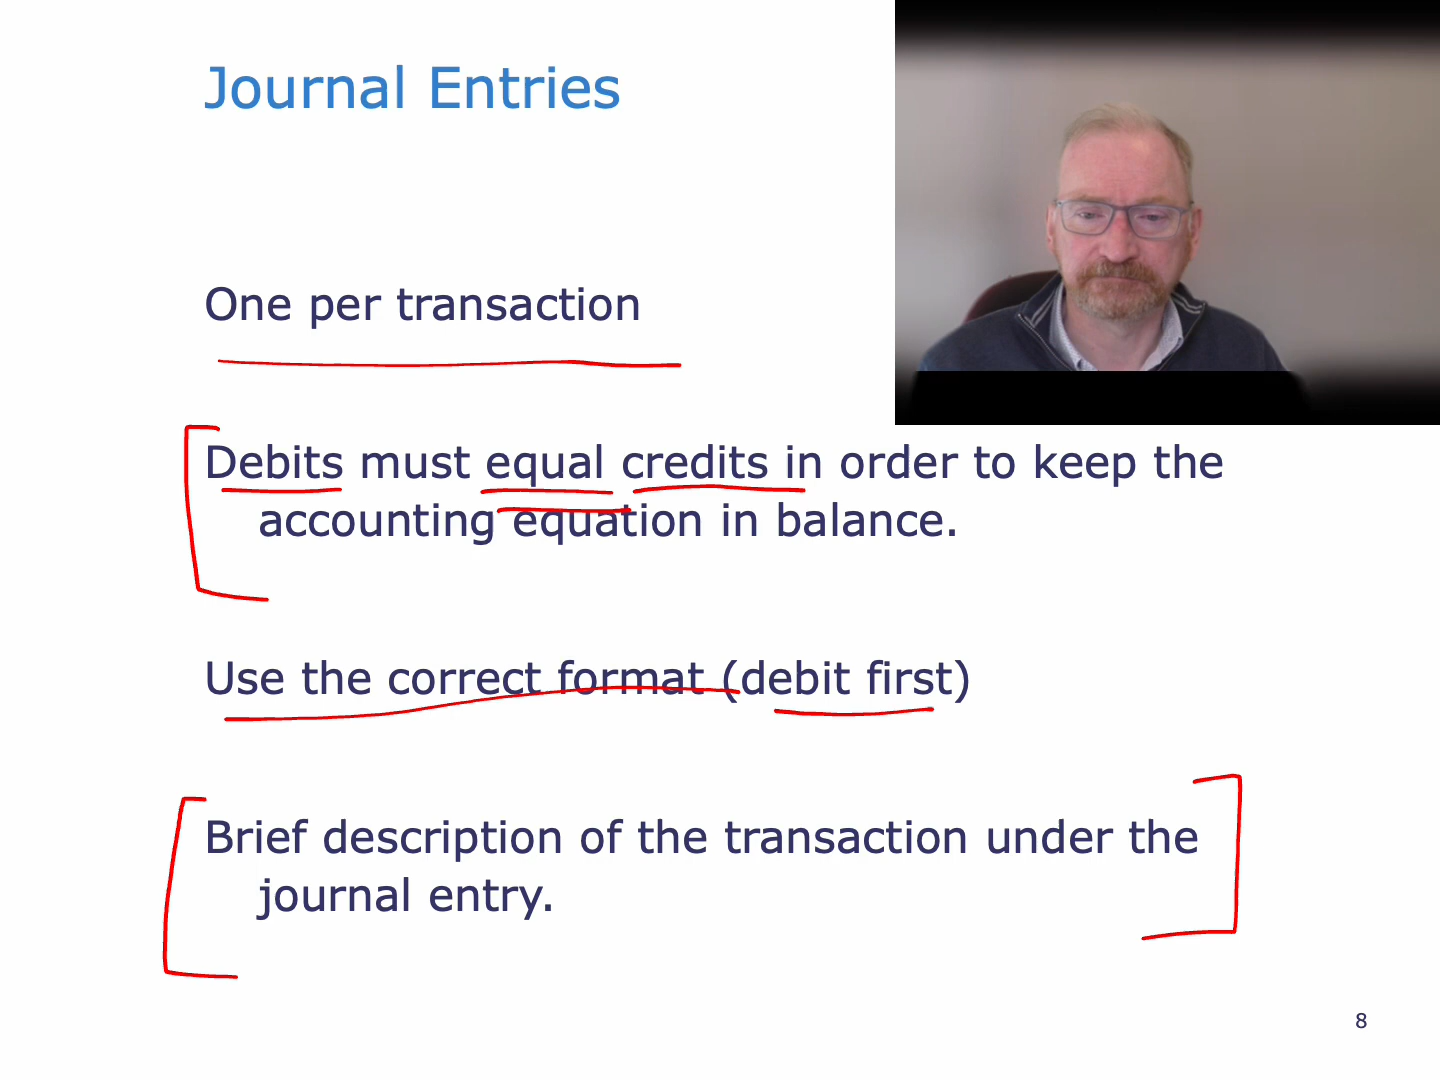 Journal Entries
One per transaction
Debits must equal credits in order to keep the
accounting equation in balance.
Use the correct format (debit first)
Brief description of the transaction under the
journal entry.
8